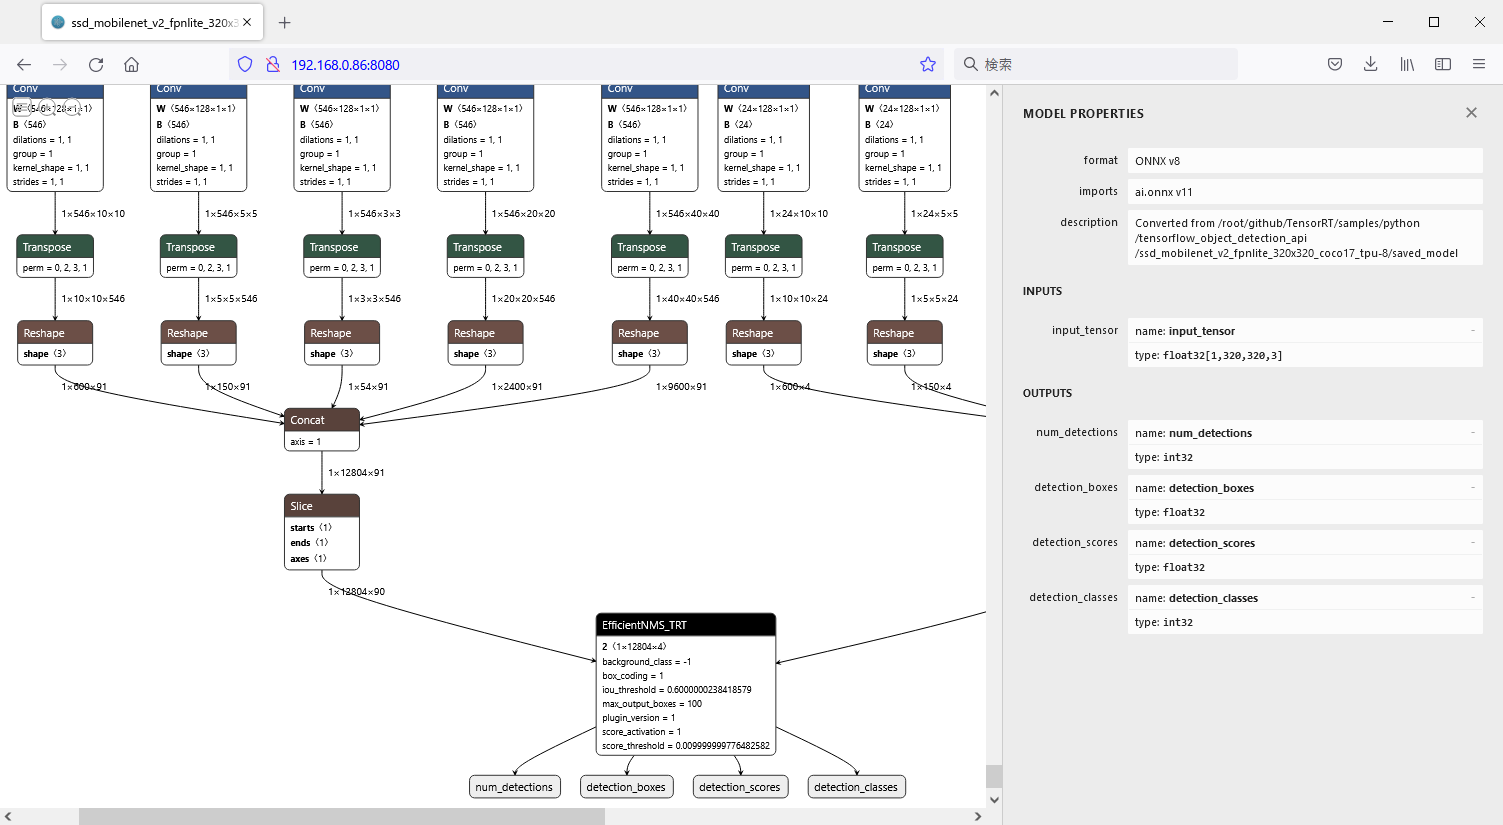 ssd_mobilenet_v2_fpnlite_320x3
192.168.0.86:8080
検索
Conv
W 〈546×128×1×1〉
B 〈546〉
dilations = 1, 1
group = 1
kernel_shape = 1, 1
strides = 1, 1
Conv
W 〈546×128×1×1〉
B 〈546〉
dilations = 1, 1
group = 1
kernel_shape = 1, 1
strides = 1, 1
Conv
W 〈546×128×1×1〉
B 〈546〉
dilations = 1, 1
group = 1
kernel_shape = 1, 1
strides = 1, 1
Conv
W 〈546×128×1×1〉
B 〈546〉
dilations = 1, 1
group = 1
kernel_shape = 1, 1
strides = 1, 1
Conv
W 〈546×128×1×1〉
B 〈546〉
dilations = 1, 1
group = 1
kernel_shape = 1, 1
strides = 1, 1
Conv
W 〈24×128×1×1〉
B 〈24〉
dilations = 1, 1
group = 1
kernel_shape = 1, 1
strides = 1, 1
Conv
W 〈24×128×1×1〉
B 〈24〉
dilations = 1, 1
group = 1
kernel_shape = 1, 1
strides = 1, 1
1×546×10×10
1×546×5×5
1×546×3×3
1×546×20×20
1×546×40×40
1×24×10×10
1×24×5×5
Transpose
perm = 0, 2, 3, 1
Transpose
perm = 0, 2, 3, 1
Transpose
perm = 0, 2, 3, 1
Transpose
perm = 0, 2, 3, 1
Transpose
perm = 0, 2, 3, 1
Transpose
perm = 0, 2, 3, 1
Transpose
perm = 0, 2, 3, 1
1×10×10×546
1×5×5×546
1×3×3×546
1×20×20×546
1×40×40×546
1×10×10×24
1×5×5×24
Reshape
shape 〈3〉
Reshape
shape 〈3〉
Reshape
shape 〈3〉
Reshape
shape 〈3〉
Reshape
shape 〈3〉
Reshape
shape 〈3〉
Reshape
shape 〈3〉
1×600×91
1×150×91
1×54×91
1×2400×91
1×9600×91
1×600×4
1×150×4
Concat
axis = 1
1×12804×91
Slice
starts 〈1〉
ends 〈1〉
axes 〈1〉
1×12804×90
EfficientNMS_TRT
2 〈1×12804×4〉
background_class = -1
box_coding = 1
iou_threshold = 0.6000000238418579
max_output_boxes = 100
plugin_version = 1
score_activation = 1
score_threshold = 0.009999999776482582
num_detections
detection_boxes
detection_scores
detection_classes
MODEL PROPERTIES
format
ONNX v8
imports
ai.onnx v11
description
Converted from /root/github/TensorRT/samples/python
/tensorflow_object_detection_api
/ssd_mobilenet_v2_fpnlite_320x320_coco17_tpu-8/saved_model
INPUTS
input_tensor
name: input_tensor
-
type: float32[1,320,320,3]
OUTPUTS
num_detections
name: num_detections
-
type: int32
detection_boxes
name: detection_boxes
-
type: float32
detection_scores
name: detection_scores
-
type: float32
detection_classes
name: detection_classes
-
type: int32